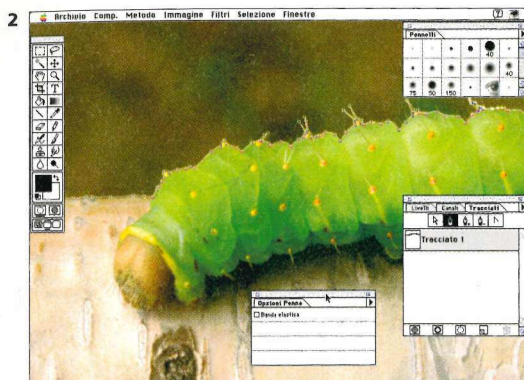 2
Archivio Comp. Metodo Immagine Filtri Selezione Finestre
Pennelli
40
40
75 50 150
Livelli Canali Tracciati
Tracciato 1
Opzioni Penna
Banda elastica